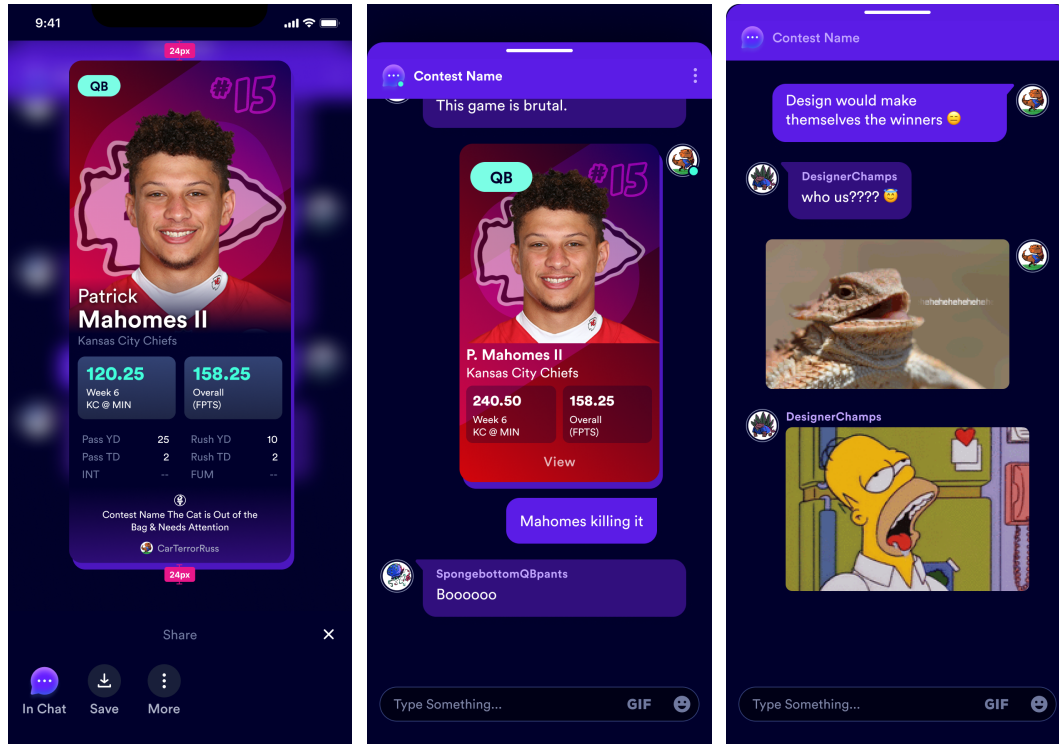 9:41
24px
QB
#15
Patrick
Mahomes II
Kansas City Chiefs
120.25
Week 6
KC @ MIN
158.25
Overall
(FPTS)
Pass YD 25 Rush YD 10
Pass TD 2 Rush TD 2
INT -- FUM --
Contest Name The Cat is Out of the
Bag & Needs Attention
CarTerrorRuss
24px
Share
In Chat
Save
More
Contest Name
This game is brutal.
QB
#15
P. Mahomes II
Kansas City Chiefs
240.50
Week 6
KC @ MIN
158.25
Overall
(FPTS)
View
Mahomes killing it
SpongebottomQBpants
Boooooo
Type Something...
GIF
Contest Name
Design would make
themselves the winners 😑
DesignerChamps
who us???? 😇
hehehehehehehe
DesignerChamps
Type Something...
GIF